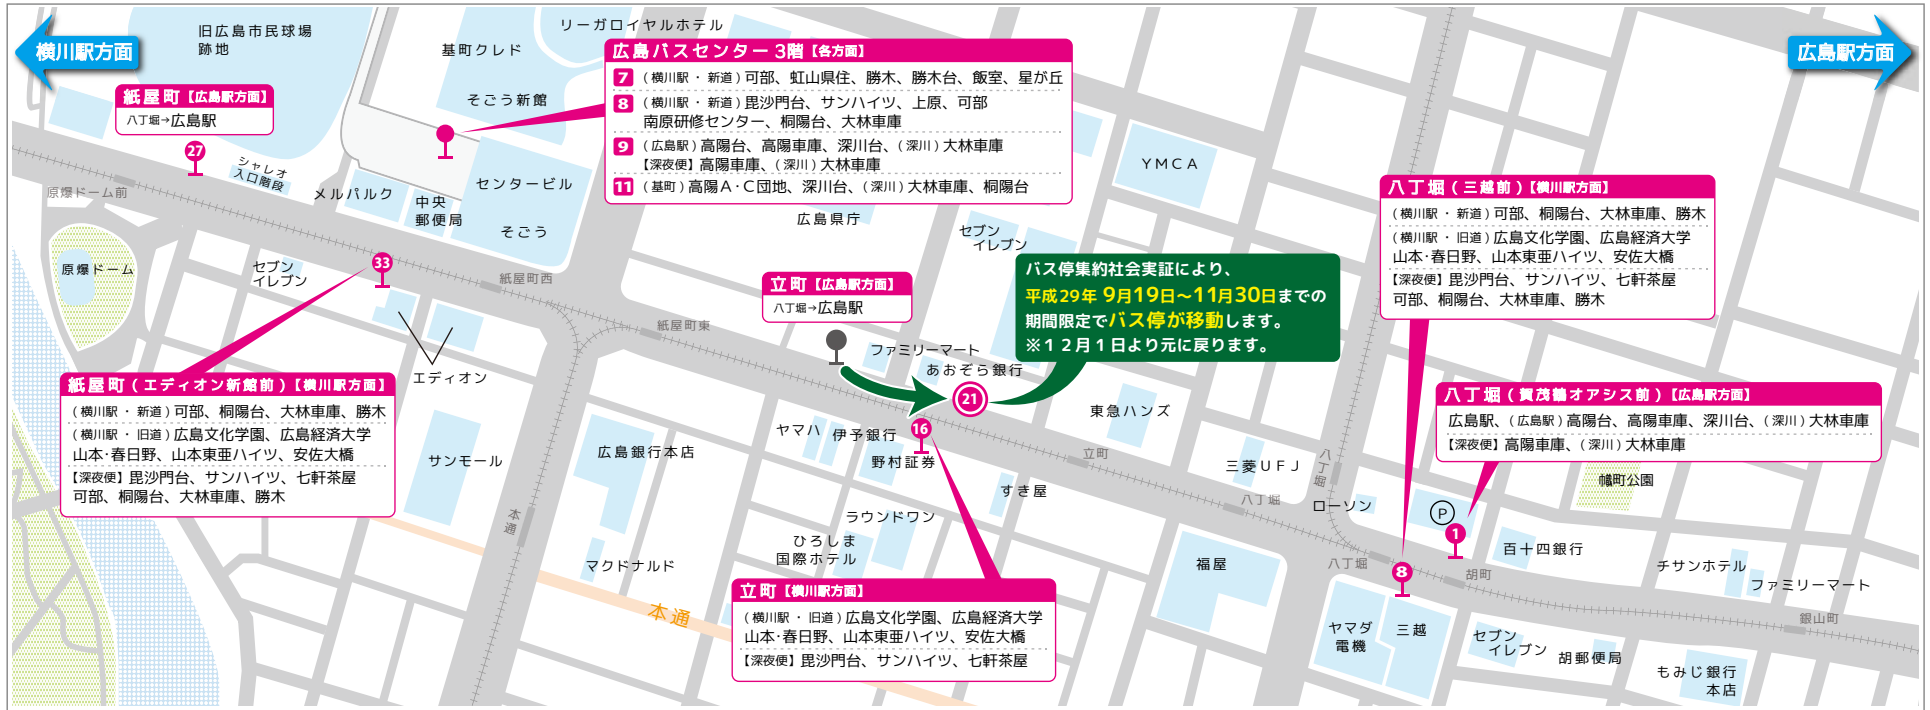 横川駅方面
広島駅方面
旧広島市民球場
跡地
基町クレド
リーガロイヤルホテル
そごう新館
紙屋町【広島駅方面】
八丁堀→広島駅
27
シャレオ
入口階段
メルパルク
中央
郵便局
センタービル
そごう
原爆ドーム前
原爆ドーム
広島バスセンター 3階【各方面】
7 (横川駅・新道) 可部、虹山県住、勝木、勝木台、飯室、星が丘
8 (横川駅・新道) 毘沙門台、サンハイツ、上原、可部
南原研修センター、桐陽台、大林車庫
9 (広島駅) 高陽台、高陽車庫、深川台、(深川) 大林車庫
【深夜便】高陽車庫、(深川) 大林車庫
11 (基町) 高陽A・C団地、深川台、(深川) 大林車庫、桐陽台
広島県庁
YMCA
セブン
イレブン
八丁堀(三越前)【横川駅方面】
(横川駅・新道) 可部、桐陽台、大林車庫、勝木
(横川駅・旧道) 広島文化学園、広島経済大学
山本・春日野、山本東亜ハイツ、安佐大橋
【深夜便】毘沙門台、サンハイツ、七軒茶屋
可部、桐陽台、大林車庫、勝木
セブン
イレブン
33
紙屋町西
紙屋町東
立町【広島駅方面】
八丁堀→広島駅
バス停集約社会実証により、
平成29年 9月19日〜11月30日までの
期間限定でバス停が移動します。
※12月1日より元に戻ります。
ファミリーマート
あおぞら銀行
21
16
エディオン
紙屋町(エディオン新館前)【横川駅方面】
(横川駅・新道) 可部、桐陽台、大林車庫、勝木
(横川駅・旧道) 広島文化学園、広島経済大学
山本・春日野、山本東亜ハイツ、安佐大橋
【深夜便】毘沙門台、サンハイツ、七軒茶屋
可部、桐陽台、大林車庫、勝木
サンモール
本通
広島銀行本店
ヤマハ
伊予銀行
野村証券
東急ハンズ
立町
三菱UFJ
八丁堀
八丁堀
八丁堀(賀茂鶴オアシス前)【広島駅方面】
広島駅、(広島駅) 高陽台、高陽車庫、深川台、(深川) 大林車庫
【深夜便】高陽車庫、(深川) 大林車庫
幟町公園
すき屋
ラウンドワン
ひろしま
国際ホテル
マクドナルド
本通
ローソン
P
1
8
八丁堀
胡町
百十四銀行
チサンホテル
ファミリーマート
福屋
立町【横川駅方面】
(横川駅・旧道) 広島文化学園、広島経済大学
山本・春日野、山本東亜ハイツ、安佐大橋
【深夜便】毘沙門台、サンハイツ、七軒茶屋
ヤマダ
電機
三越
セブン
イレブン
胡郵便局
銀山町
もみじ銀行
本店